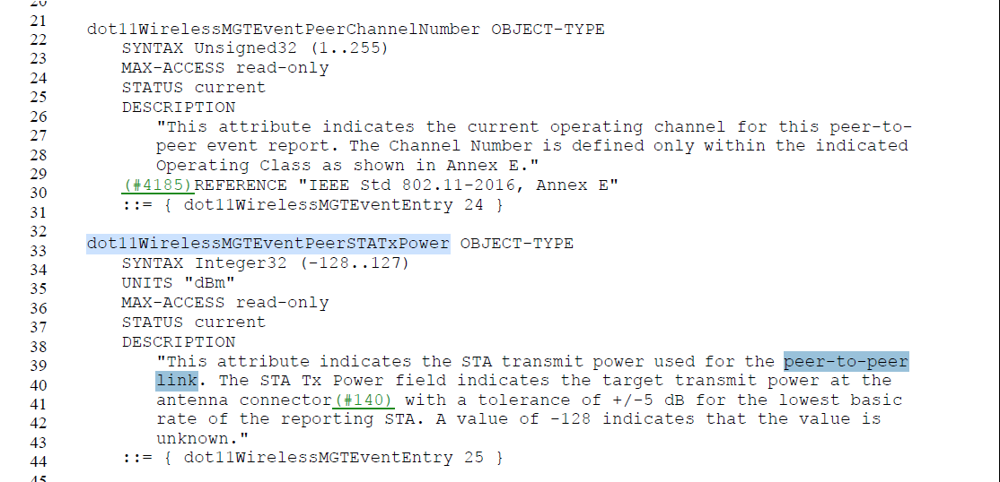 20
21 dot11WirelessMGTEventPeerChannelNumber OBJECT-TYPE
22 SYNTAX Unsigned32 (1..255)
23 MAX-ACCESS read-only
24 STATUS current
25 DESCRIPTION
26 "This attribute indicates the current operating channel for this peer-to-
27 peer event report. The Channel Number is defined only within the indicated
28 Operating Class as shown in Annex E."
29 (#4185)REFERENCE "IEEE Std 802.11-2016, Annex E"
30 ::= { dot11WirelessMGTEventEntry 24 }
31
32
33 dot11WirelessMGTEventPeerSTATxPower OBJECT-TYPE
34 SYNTAX Integer32 (-128..127)
35 UNITS "dBm"
36 MAX-ACCESS read-only
37 STATUS current
38 DESCRIPTION
39 "This attribute indicates the STA transmit power used for the peer-to-peer
40 link. The STA Tx Power field indicates the target transmit power at the
41 antenna connector(#140) with a tolerance of +/-5 dB for the lowest basic
42 rate of the reporting STA. A value of -128 indicates that the value is
43 unknown."
44 ::= { dot11WirelessMGTEventEntry 25 }
45